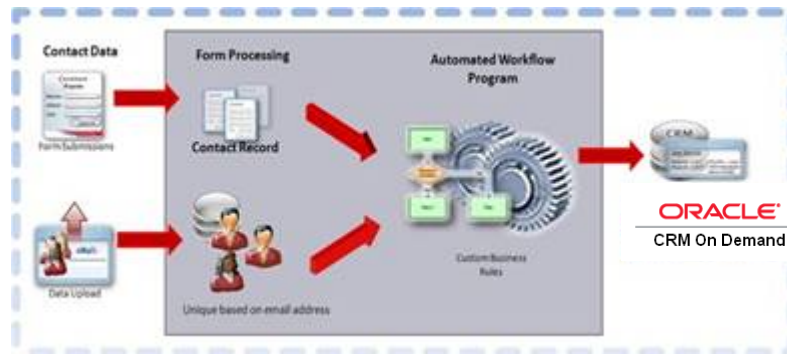 Contact Data
Form Submissions
Data Upload
Form Processing
Contact Record
Unique based on email address
Automated Workflow
Program
Custom Business
Rules
CRM
ORACLE
CRM On Demand